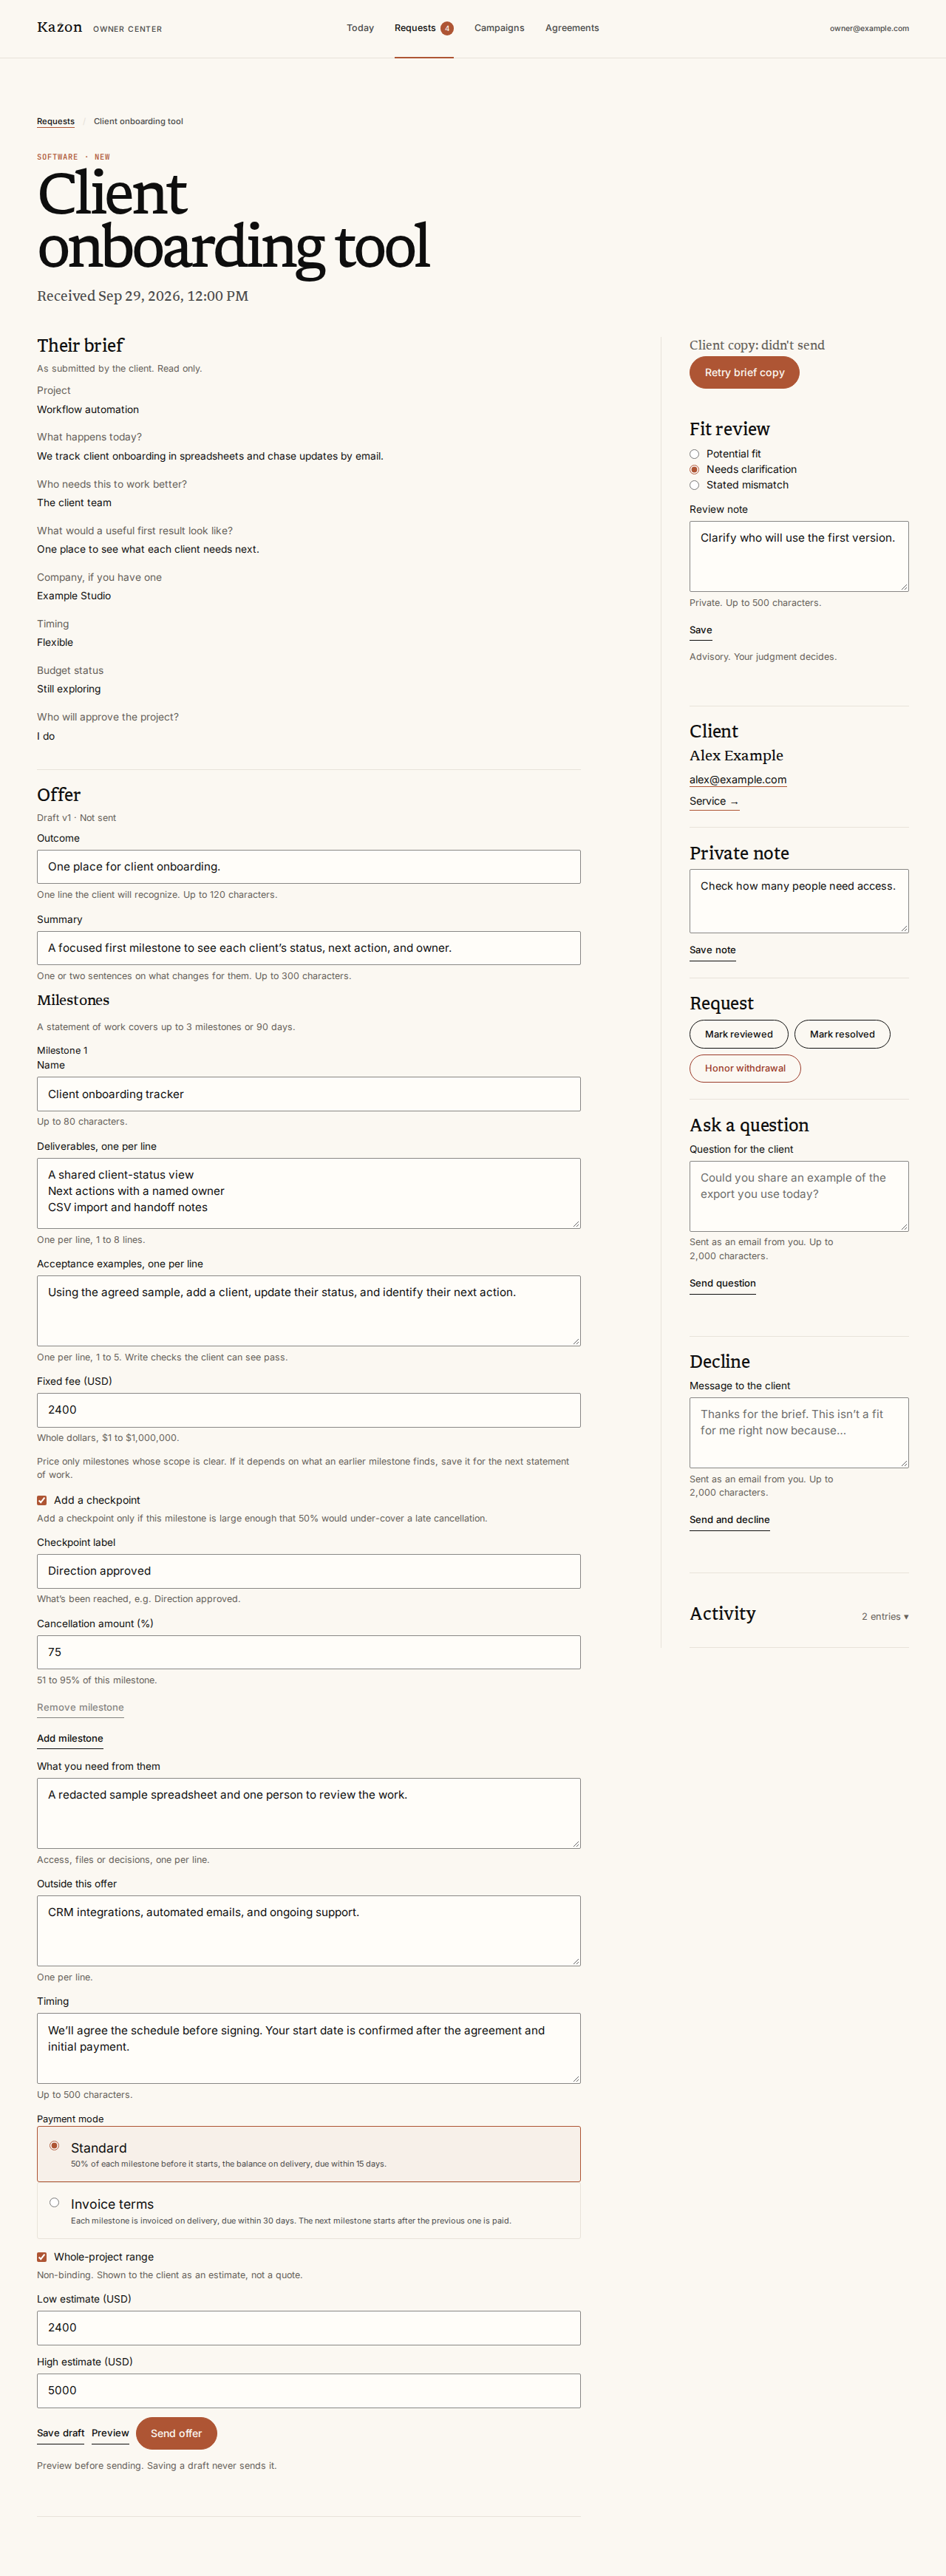 Kazon OWNER CENTER
Today
Requests 4
Campaigns
Agreements
owner@example.com
Requests / Client onboarding tool
SOFTWARE · NEW
Client
onboarding tool
Received Sep 29, 2026, 12:00 PM
Their brief
As submitted by the client. Read only.
Project
Workflow automation
What happens today?
We track client onboarding in spreadsheets and chase updates by email.
Who needs this to work better?
The client team
What would a useful first result look like?
One place to see what each client needs next.
Company, if you have one
Example Studio
Timing
Flexible
Budget status
Still exploring
Who will approve the project?
I do
Offer
Draft v1 · Not sent
Outcome
One place for client onboarding.
One line the client will recognize. Up to 120 characters.
Summary
A focused first milestone to see each client’s status, next action, and owner.
One or two sentences on what changes for them. Up to 300 characters.
Milestones
A statement of work covers up to 3 milestones or 90 days.
Milestone 1
Name
Client onboarding tracker
Up to 80 characters.
Deliverables, one per line
A shared client-status view
Next actions with a named owner
CSV import and handoff notes
One per line, 1 to 8 lines.
Acceptance examples, one per line
Using the agreed sample, add a client, update their status, and identify their next action.
One per line, 1 to 5. Write checks the client can see pass.
Fixed fee (USD)
2400
Whole dollars, $1 to $1,000,000.
Price only milestones whose scope is clear. If it depends on what an earlier milestone finds, save it for the next statement
of work.
Add a checkpoint
Add a checkpoint only if this milestone is large enough that 50% would under-cover a late cancellation.
Checkpoint label
Direction approved
What’s been reached, e.g. Direction approved.
Cancellation amount (%)
75
51 to 95% of this milestone.
Remove milestone
Add milestone
What you need from them
A redacted sample spreadsheet and one person to review the work.
Access, files or decisions, one per line.
Outside this offer
CRM integrations, automated emails, and ongoing support.
One per line.
Timing
We’ll agree the schedule before signing. Your start date is confirmed after the agreement and
initial payment.
Up to 500 characters.
Payment mode
Standard
50% of each milestone before it starts, the balance on delivery, due within 15 days.
Invoice terms
Each milestone is invoiced on delivery, due within 30 days. The next milestone starts after the previous one is paid.
Whole-project range
Non-binding. Shown to the client as an estimate, not a quote.
Low estimate (USD)
2400
High estimate (USD)
5000
Save draft Preview Send offer
Preview before sending. Saving a draft never sends it.
Client copy: didn’t send
Retry brief copy
Fit review
Potential fit
Needs clarification
Stated mismatch
Review note
Clarify who will use the first version.
Private. Up to 500 characters.
Save
Advisory. Your judgment decides.
Client
Alex Example
alex@example.com
Service →
Private note
Check how many people need access.
Save note
Request
Mark reviewed Mark resolved
Honor withdrawal
Ask a question
Question for the client
Could you share an example of the
export you use today?
Sent as an email from you. Up to
2,000 characters.
Send question
Decline
Message to the client
Thanks for the brief. This isn’t a fit
for me right now because…
Sent as an email from you. Up to
2,000 characters.
Send and decline
Activity 2 entries ▾